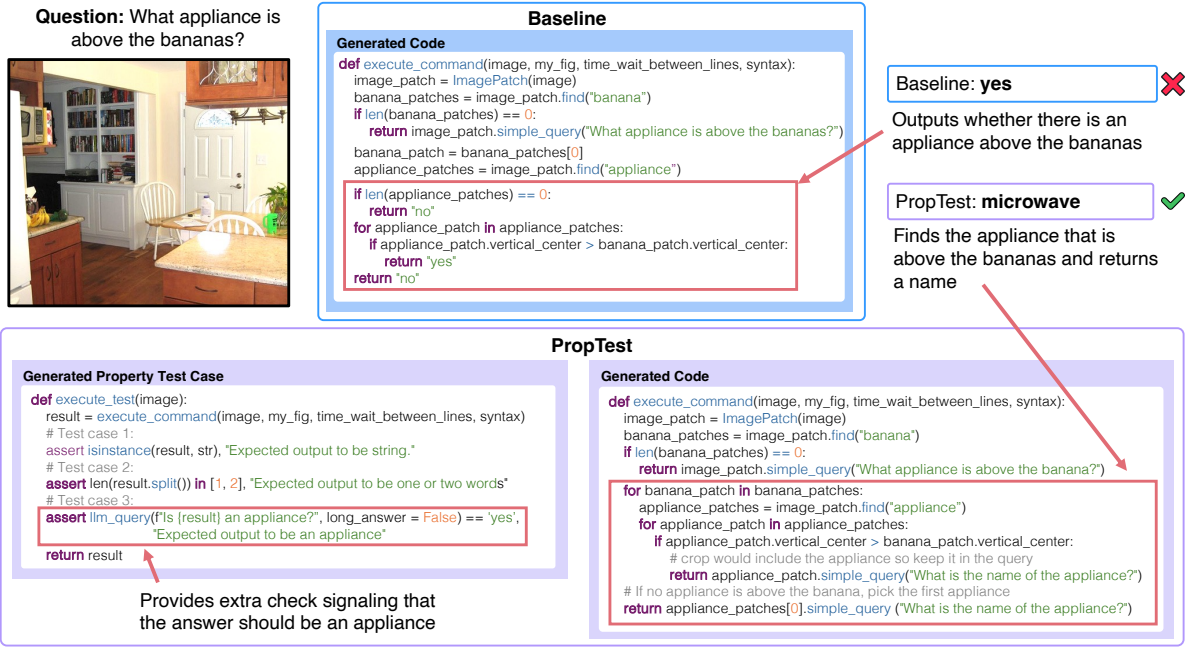 Question: What appliance is
above the bananas?
Baseline
Generated Code
def execute_command(image, my_fig, time_wait_between_lines, syntax):
image_patch = ImagePatch(image)
banana_patches = image_patch.find("banana”)
if len(banana_patches) == 0:
return image_patch.simple_query("What appliance is above the bananas?”)
banana_patch = banana_patches[0]
appliance_patches = image_patch.find("appliance”)
if len(appliance_patches) == 0:
return "no"
for appliance_patch in appliance_patches:
if appliance_patch.vertical_center > banana_patch.vertical_center:
return "yes"
return "no"
Baseline: yes
Outputs whether there is an
appliance above the bananas
PropTest: microwave
Finds the appliance that is
above the bananas and returns
a name
PropTest
Generated Property Test Case
def execute_test(image):
result = execute_command(image, my_fig, time_wait_between_lines, syntax)
# Test case 1:
assert isinstance(result, str), "Expected output to be string."
# Test case 2:
assert len(result.split()) in [1, 2], "Expected output to be one or two words"
# Test case 3:
assert llm_query(f"Is {result} an appliance?", long_answer = False) == 'yes',
"Expected output to be an appliance"
return result
Provides extra check signaling that
the answer should be an appliance
Generated Code
def execute_command(image, my_fig, time_wait_between_lines, syntax):
image_patch = ImagePatch(image)
banana_patches = image_patch.find("banana")
if len(banana_patches) == 0:
return image_patch.simple_query("What appliance is above the banana?")
for banana_patch in banana_patches:
appliance_patches = image_patch.find("appliance")
for appliance_patch in appliance_patches:
if appliance_patch.vertical_center > banana_patch.vertical_center:
# crop would include the appliance so keep it in the query
return appliance_patch.simple_query("What is the name of the appliance?")
# If no appliance is above the banana, pick the first appliance
return appliance_patches[0].simple_query ("What is the name of the appliance?")